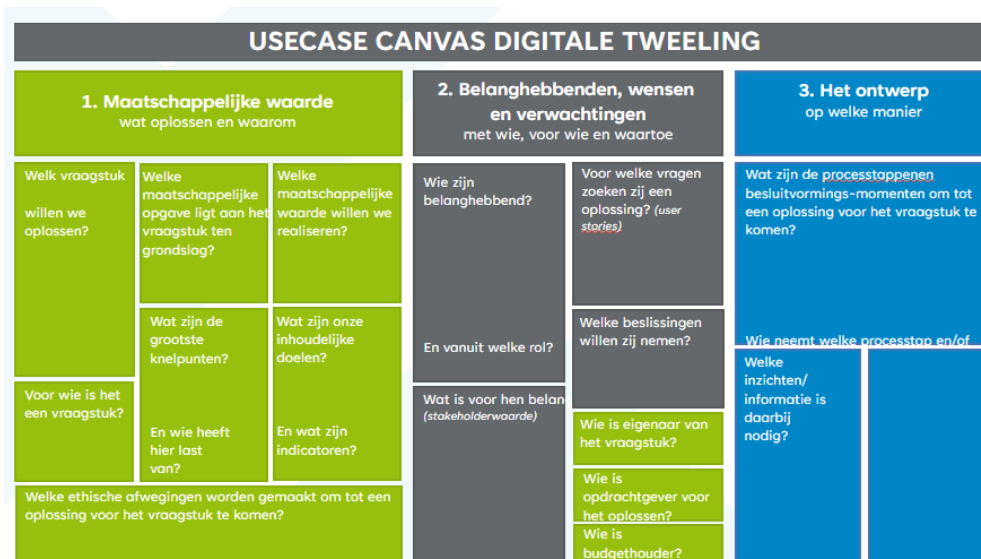 USECASE CANVAS DIGITALE TWEELING
1. Maatschappelijke waarde
wat oplossen en waarom
Welk vraagstuk
willen we
oplossen?
Welke
maatschappelijke
opgave ligt aan het
vraagstuk ten
grondslag?
Welke
maatschappelijke
waarde willen we
realiseren?
Wat zijn de
grootste
knelpunten?
En wie heeft
hier last
van?
Wat zijn onze
inhoudelijke
doelen?
En wat zijn
indicatoren?
Voor wie is het
een vraagstuk?
Welke ethische afwegingen worden gemaakt om tot een
oplossing voor het vraagstuk te komen?
2. Belanghebbenden, wensen
en verwachtingen
met wie, voor wie en waartoe
Wie zijn
belanghebbend?
En vanuit welke rol?
Wat is voor hen belan
(stakeholderwaarde)
Voor welke vragen
zoeken zij een
oplossing? (user
stories)
Welke beslissingen
willen zij nemen?
Wie is eigenaar van
het vraagstuk?
Wie is
opdrachtgever voor
het oplossen?
Wie is
budgethouder?
3. Het ontwerp
op welke manier
Wat zijn de processtappenen
besluitvormings-momenten om tot
een oplossing voor het vraagstuk te
komen?
Wie neemt welke processtap en/of
Welke
inzichten/
informatie is
daarbij
nodig?